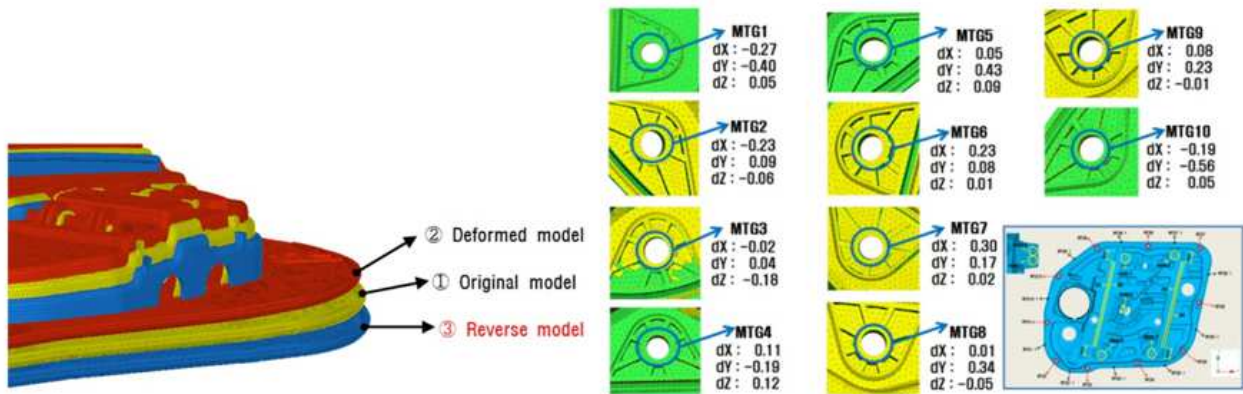 ② Deformed model
① Original model
③ Reverse model
MTG1
dX : -0.27
dY : -0.40
dZ : 0.05
MTG2
dX : -0.23
dY : 0.09
dZ : -0.06
MTG3
dX : -0.02
dY : 0.04
dZ : -0.18
MTG4
dX : 0.11
dY : -0.19
dZ : 0.12
MTG5
dX : 0.05
dY : 0.43
dZ : 0.09
MTG6
dX : 0.23
dY : 0.08
dZ : 0.01
MTG7
dX : 0.30
dY : 0.17
dZ : 0.02
MTG8
dX : 0.01
dY : 0.34
dZ : -0.05
MTG9
dX : 0.08
dY : 0.23
dZ : -0.01
MTG10
dX : -0.19
dY : -0.56
dZ : 0.05